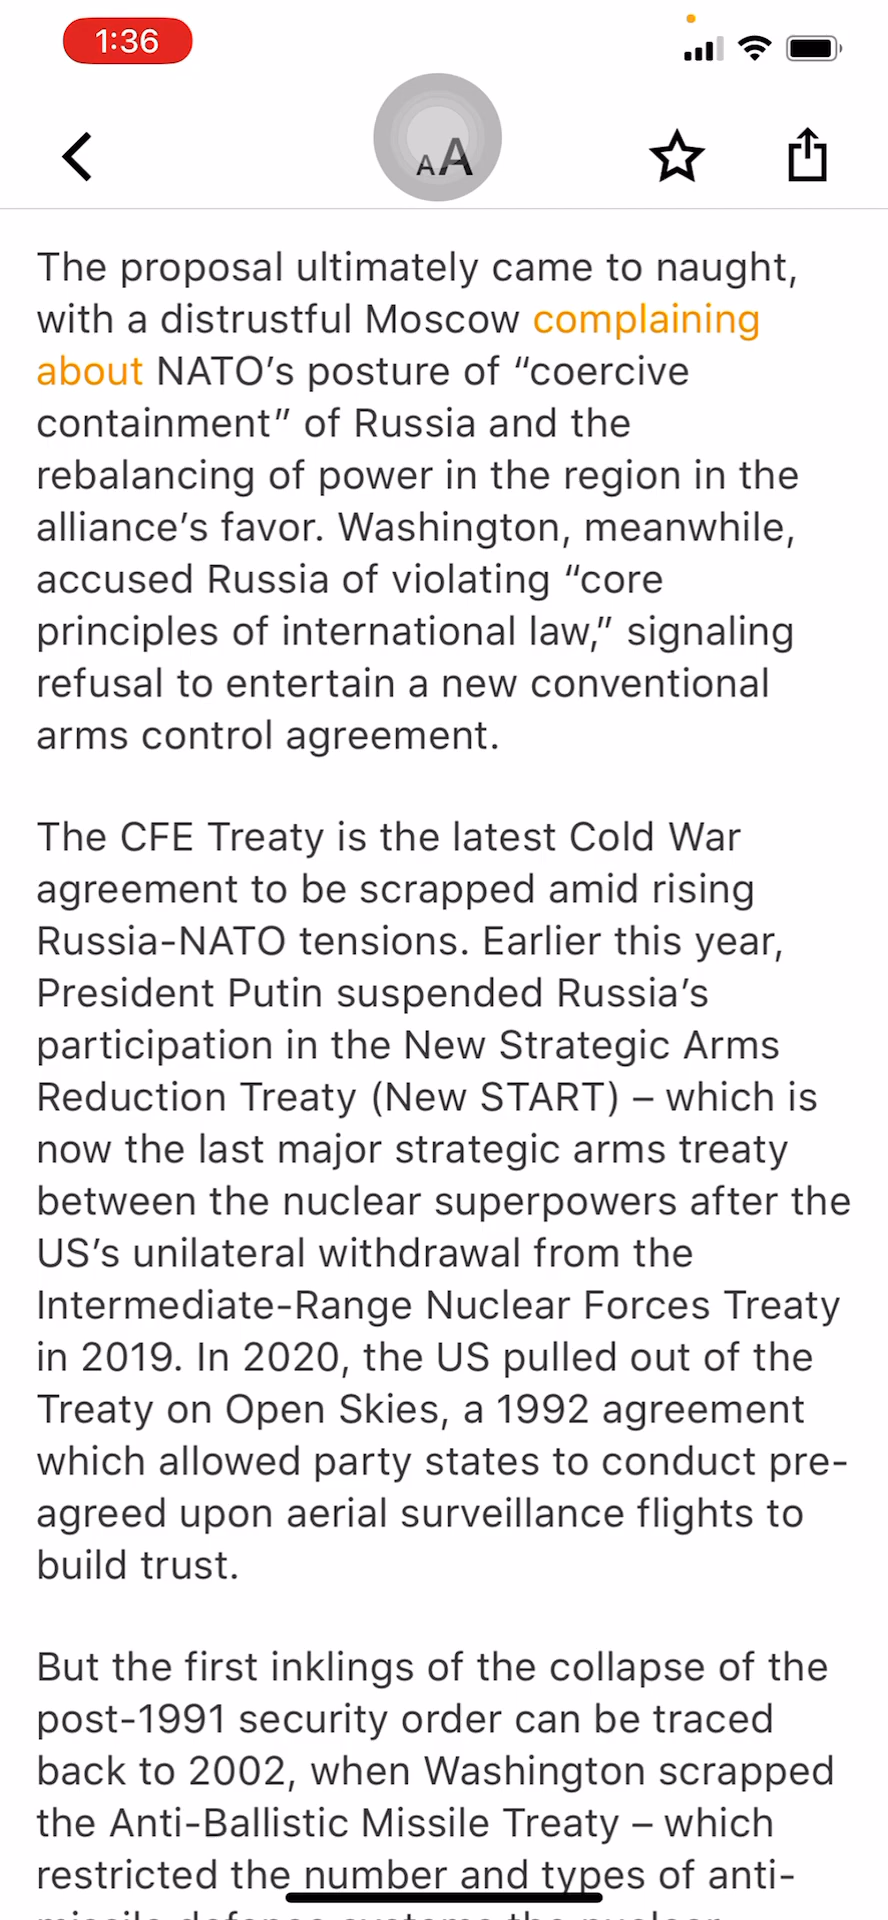 1:36
AA
The proposal ultimately came to naught,
with a distrustful Moscow complaining
about NATO’s posture of “coercive
containment” of Russia and the
rebalancing of power in the region in the
alliance’s favor. Washington, meanwhile,
accused Russia of violating “core
principles of international law,” signaling
refusal to entertain a new conventional
arms control agreement.
The CFE Treaty is the latest Cold War
agreement to be scrapped amid rising
Russia-NATO tensions. Earlier this year,
President Putin suspended Russia’s
participation in the New Strategic Arms
Reduction Treaty (New START) – which is
now the last major strategic arms treaty
between the nuclear superpowers after the
US’s unilateral withdrawal from the
Intermediate-Range Nuclear Forces Treaty
in 2019. In 2020, the US pulled out of the
Treaty on Open Skies, a 1992 agreement
which allowed party states to conduct pre-
agreed upon aerial surveillance flights to
build trust.
But the first inklings of the collapse of the
post-1991 security order can be traced
back to 2002, when Washington scrapped
the Anti-Ballistic Missile Treaty – which
restricted the number and types of anti-